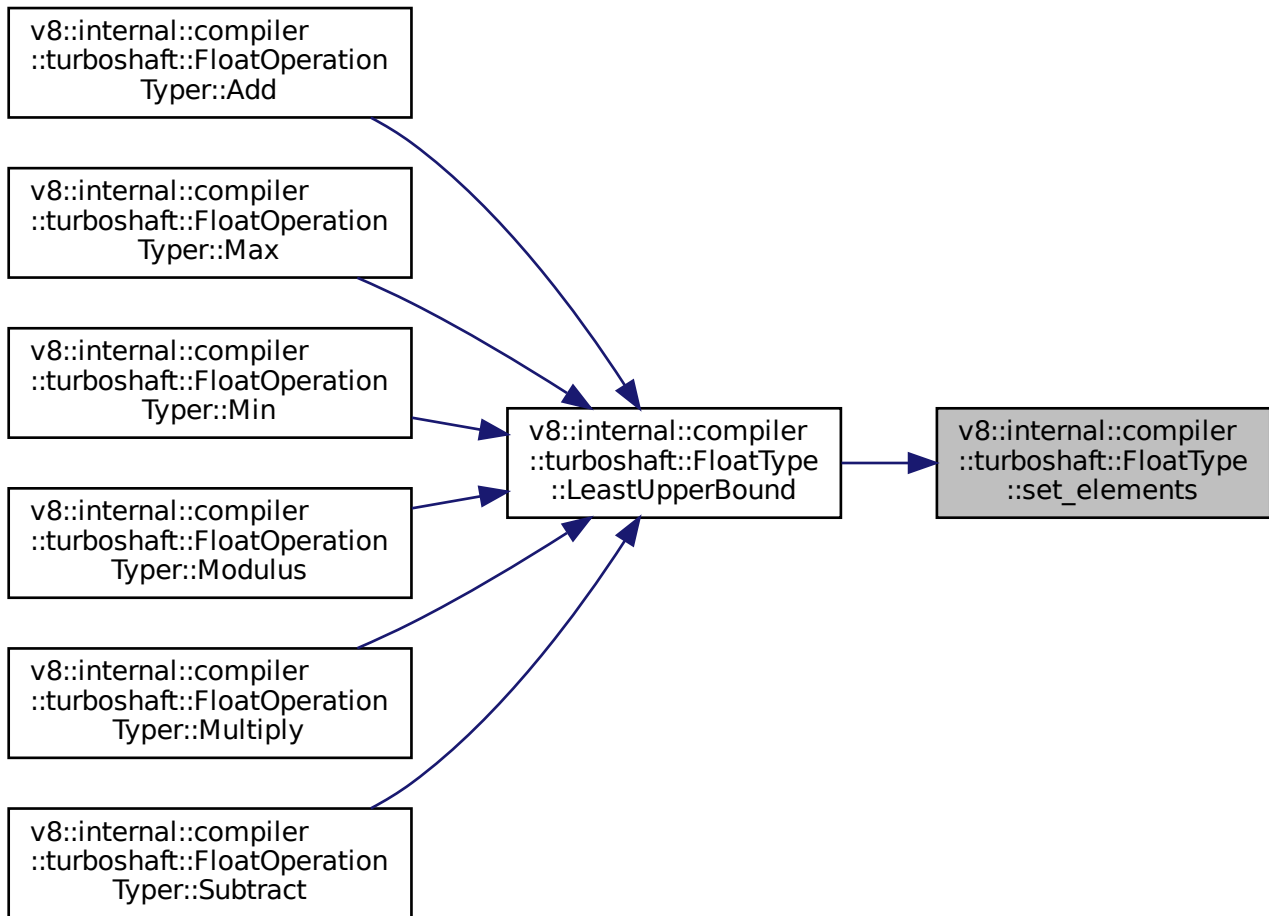 v8::internal::compiler
::turboshaft::FloatOperation
Typer::Add
v8::internal::compiler
::turboshaft::FloatOperation
Typer::Max
v8::internal::compiler
::turboshaft::FloatOperation
Typer::Min
v8::internal::compiler
::turboshaft::FloatOperation
Typer::Modulus
v8::internal::compiler
::turboshaft::FloatOperation
Typer::Multiply
v8::internal::compiler
::turboshaft::FloatOperation
Typer::Subtract
v8::internal::compiler
::turboshaft::FloatType
::LeastUpperBound
v8::internal::compiler
::turboshaft::FloatType
::set_elements